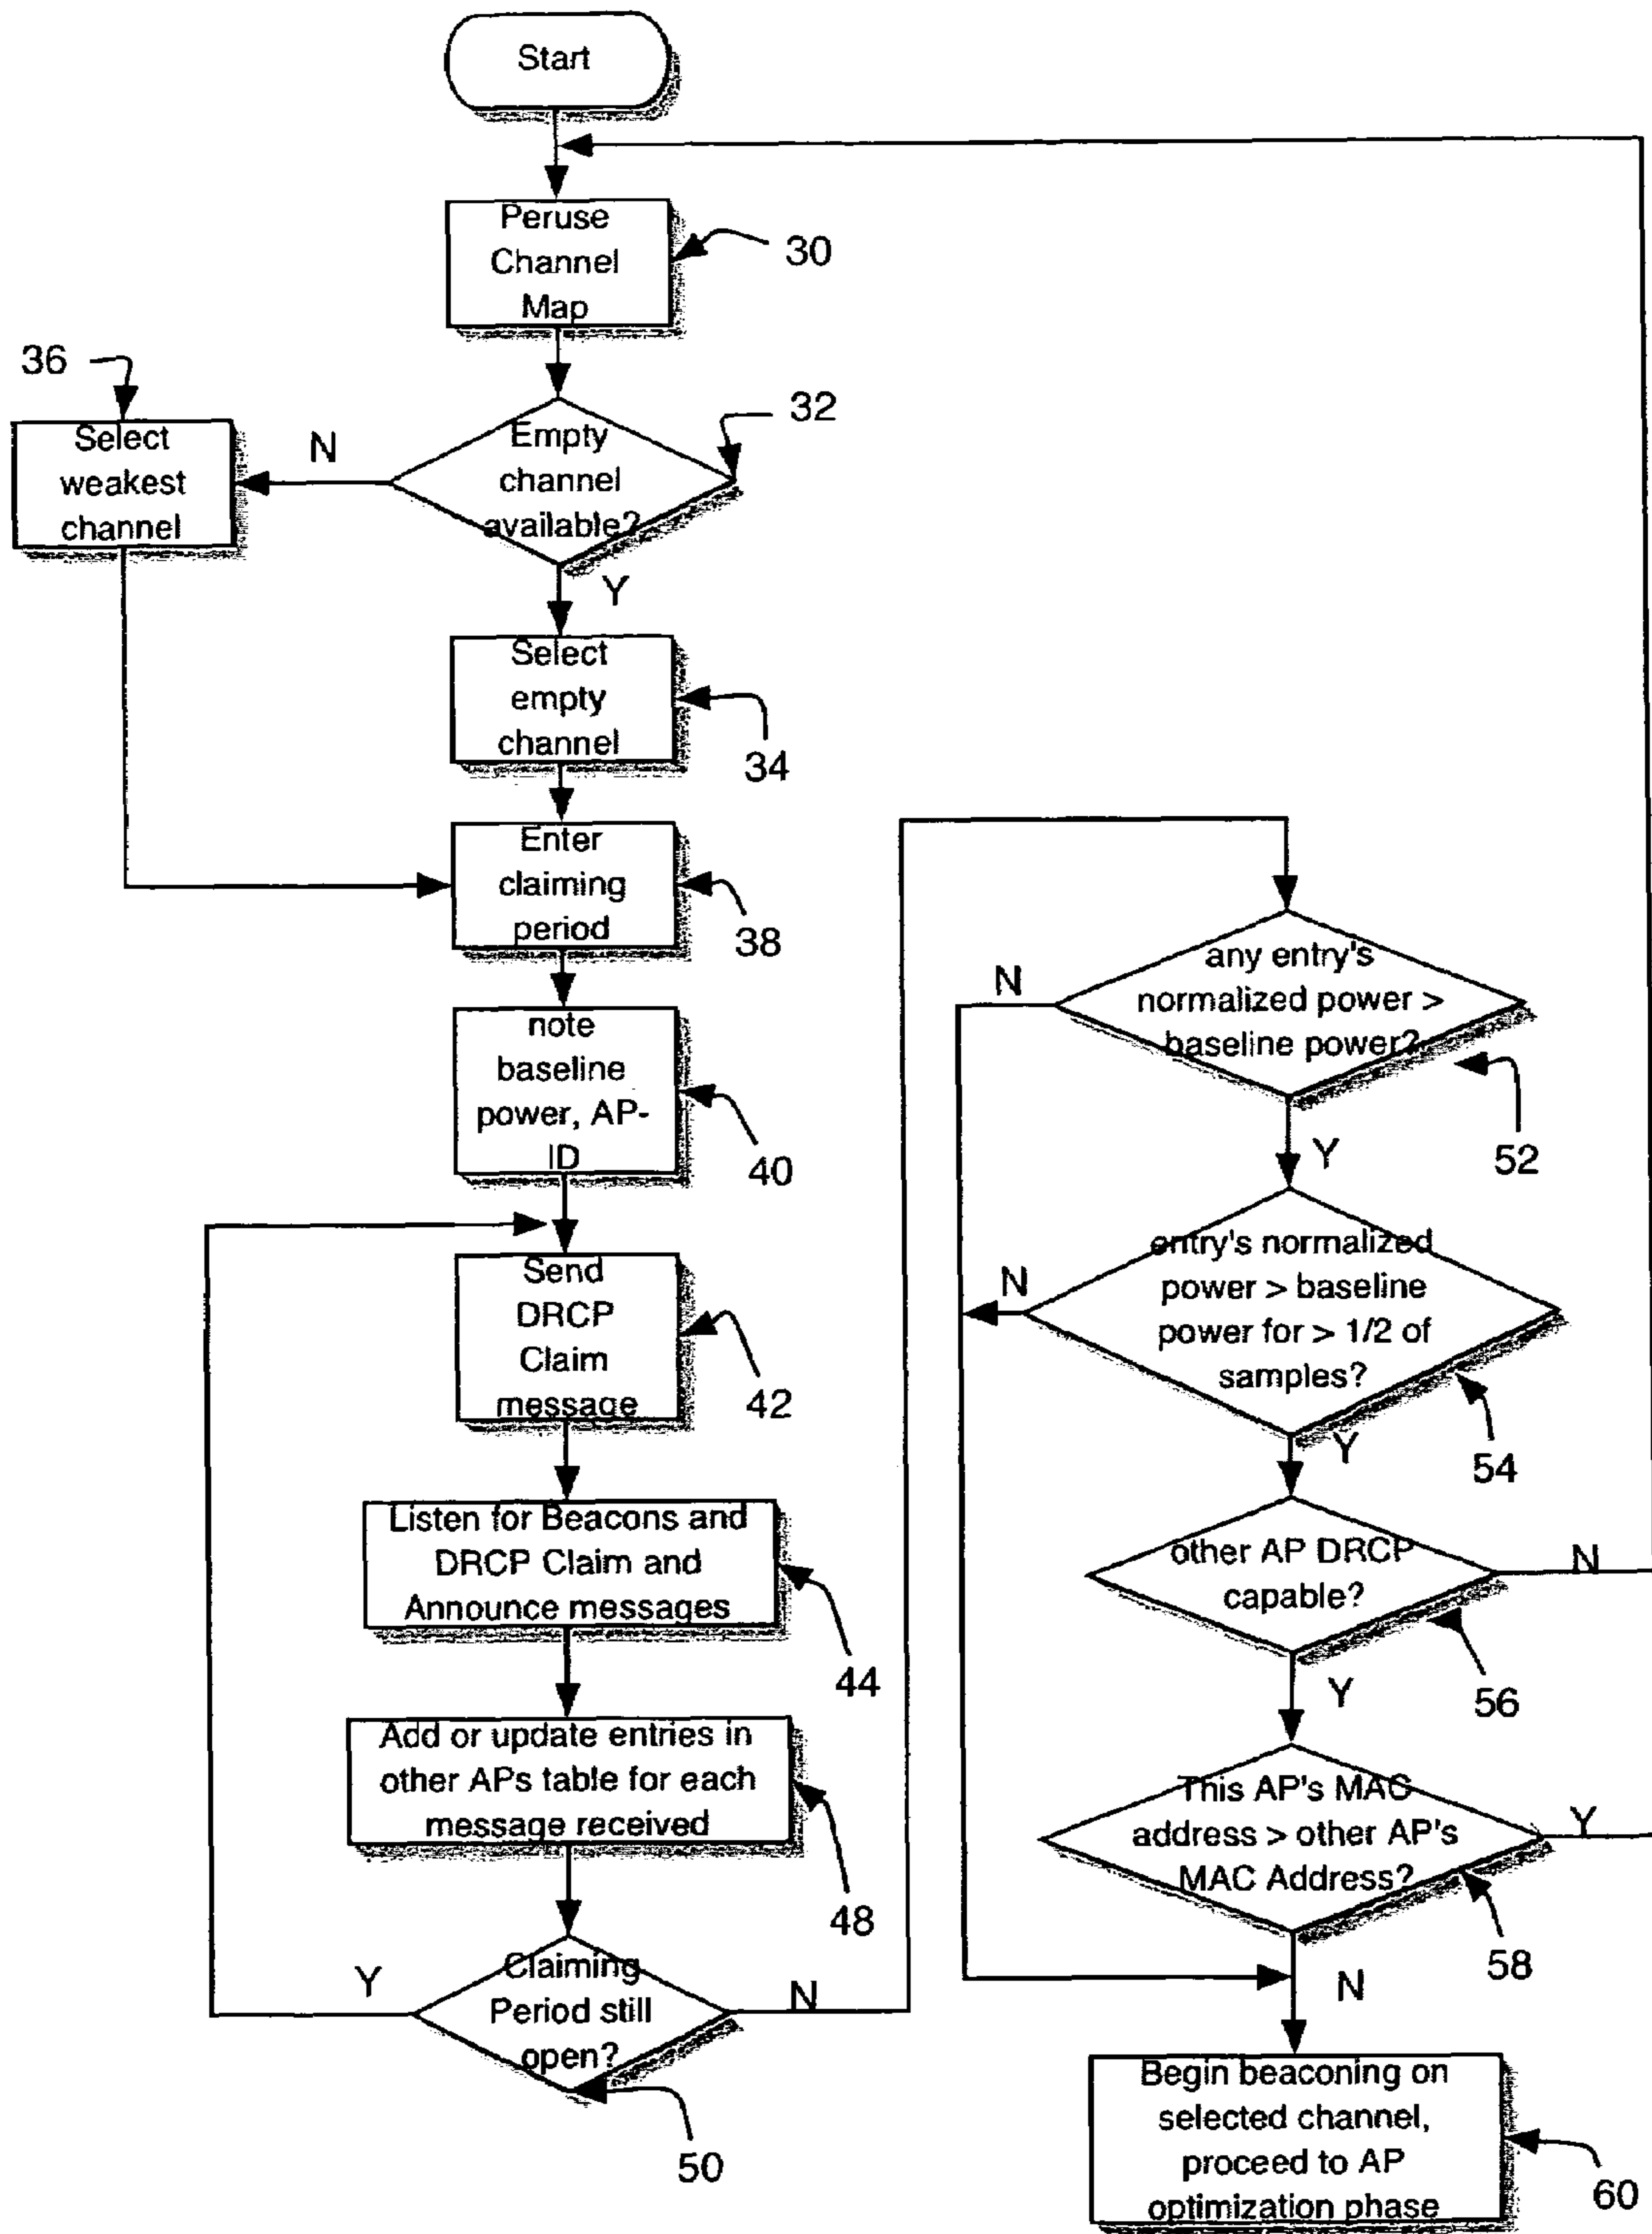 Start
Peruse
Channel
Map
30
36
Select
weakest
channel
N
Empty
channel
available?
32
Y
Select
empty
channel
34
Enter
claiming
period
38
note
baseline
power, AP-
ID
40
Send
DRCP
Claim
message
42
Listen for Beacons and
DRCP Claim and
Announce messages
44
Add or update entries in
other APs table for each
message received
48
Claiming
Period still
open?
Y
N
50
any entry's
normalized power >
baseline power?
N
52
Y
entry's normalized
power > baseline
power for > 1/2 of
samples?
N
54
Y
other AP DRCP
capable?
N
56
Y
This AP's MAC
address > other AP's
MAC Address?
Y
58
N
Begin beaconing on
selected channel,
proceed to AP
optimization phase
60